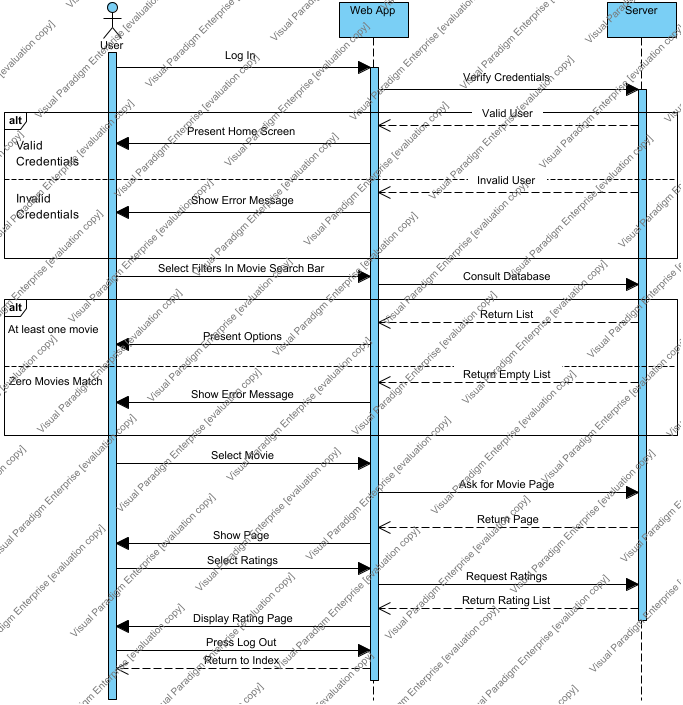 Web App
Server
User
Log In
Verify Credentials
alt
Valid User
Present Home Screen
Valid
Credentials
Invalid User
Invalid
Credentials
Show Error Message
Select Filters In Movie Search Bar
Consult Database
alt
Return List
At least one movie
Present Options
Return Empty List
Zero Movies Match
Show Error Message
Select Movie
Ask for Movie Page
Return Page
Show Page
Select Ratings
Request Ratings
Return Rating List
Display Rating Page
Press Log Out
Return to Index
Visual Paradigm Enterprise [evaluation copy]